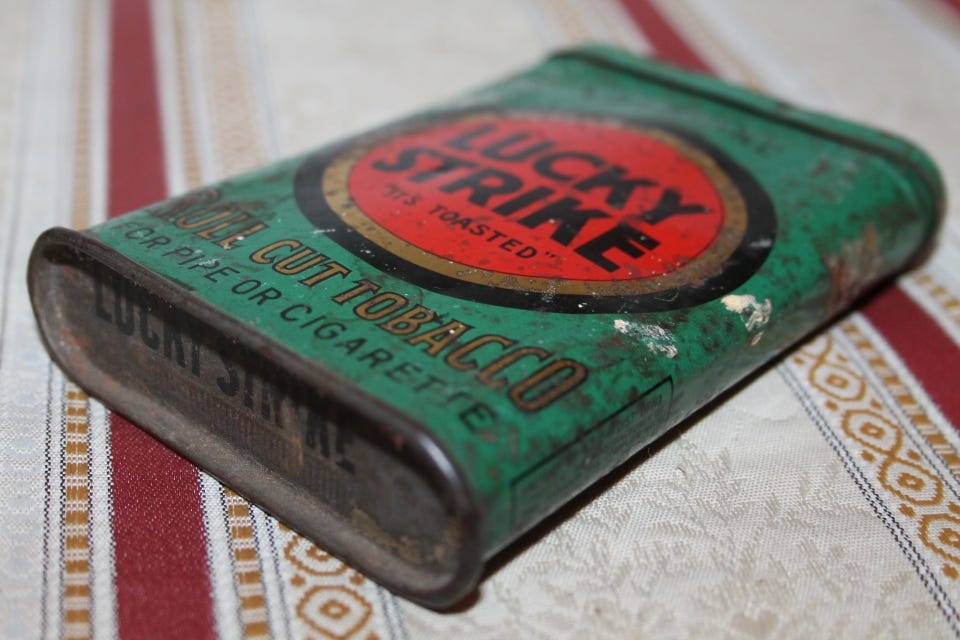 LUCKY
STRIKE
"IT'S TOASTED"
ROLL CUT TOBACCO
FOR PIPE OR CIGARETTE
LUCKY STRIKE